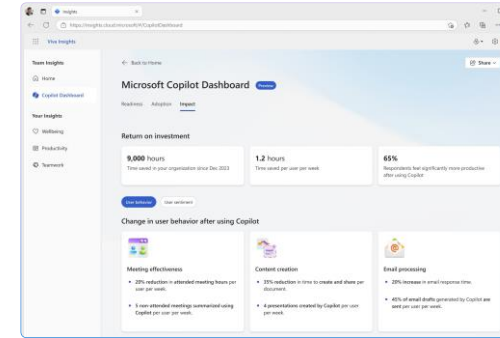 Insights
https://insights.cloud.microsoft/#/CopilotDashboard
Viva Insights
Team Insights
Home
Copilot Dashboard
Your Insights
Wellbeing
Productivity
Teamwork
Back to Home
Share
Microsoft Copilot Dashboard
Preview
Readiness Adoption Impact
Return on investment
9,000 hours
Time saved in your organization since Dec 2023
1.2 hours
Time saved per user per week
65%
Respondents feel significantly more productive
after using Copilot
User behavior User sentiment
Change in user behavior after using Copilot
Meeting effectiveness
• 29% reduction in attended meeting hours per
user per week.
• 5 non-attended meetings summarized using
Copilot per user per week.
Content creation
• 35% reduction in time to create and share per
document.
• 4 presentations created by Copilot per user
per week.
Email processing
• 20% increase in email response time.
• 45% of email drafts generated by Copilot are
sent per user per week.